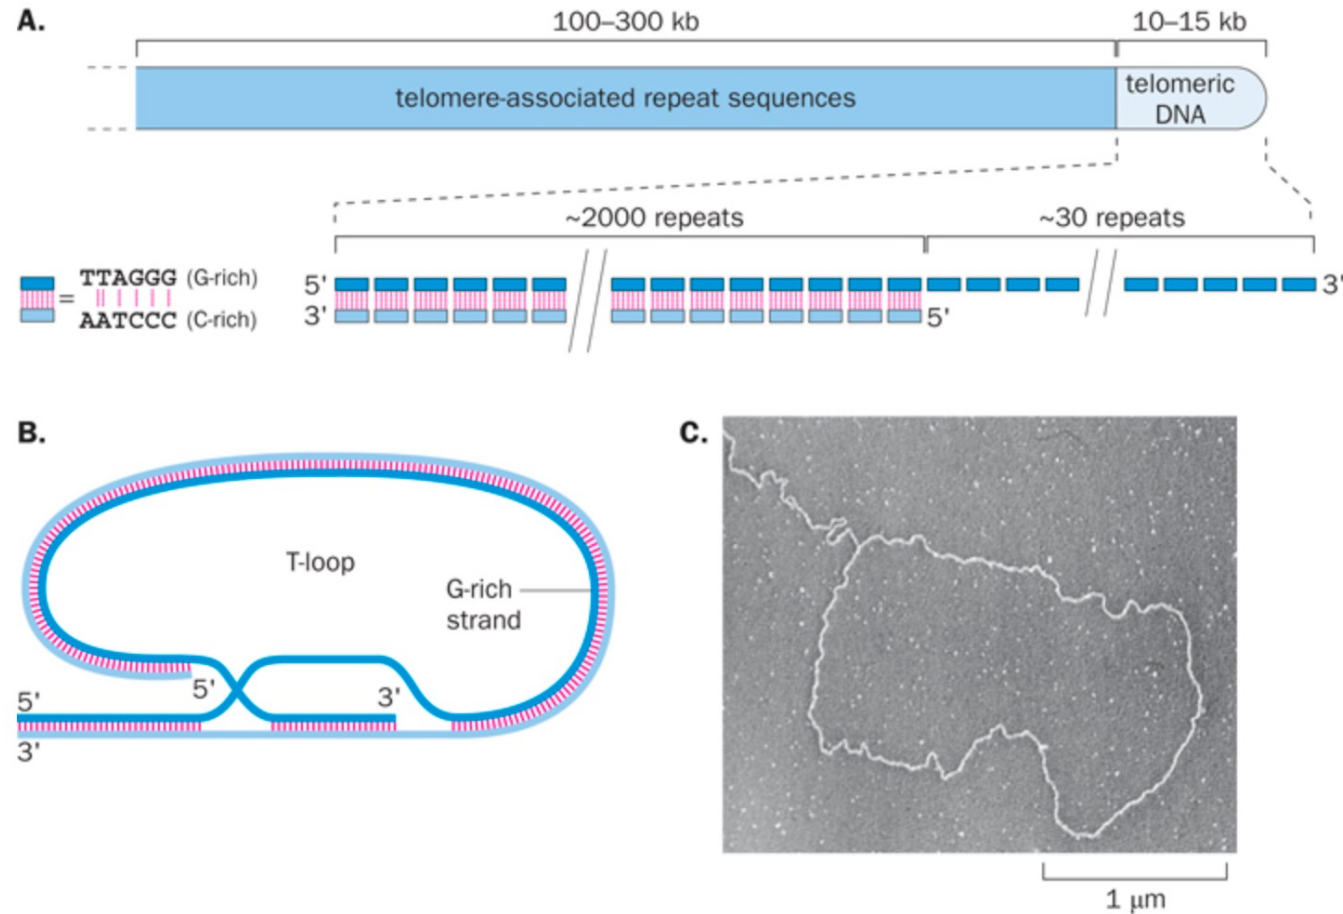 A.
100–300 kb
10–15 kb
telomere-associated repeat sequences
telomeric
DNA
~2000 repeats
~30 repeats
TTAGGG (G-rich)
=
AATCCC (C-rich)
5'
3'
3'
5'
B.
T-loop
G-rich
strand
5'
3'
5'
3'
C.
1 µm